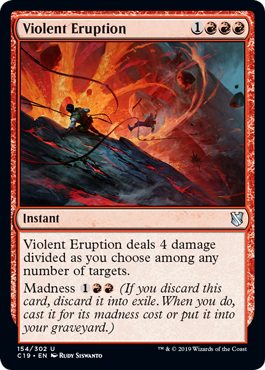 Violent Eruption 1
Instant
Violent Eruption deals 4 damage
divided as you choose among any
number of targets.
Madness 1 (If you discard this
card, discard it into exile. When you do,
cast it for its madness cost or put it into
your graveyard.)
154/302 U
C19 • EN Rudy Siswanto
™ & © 2019 Wizards of the Coast